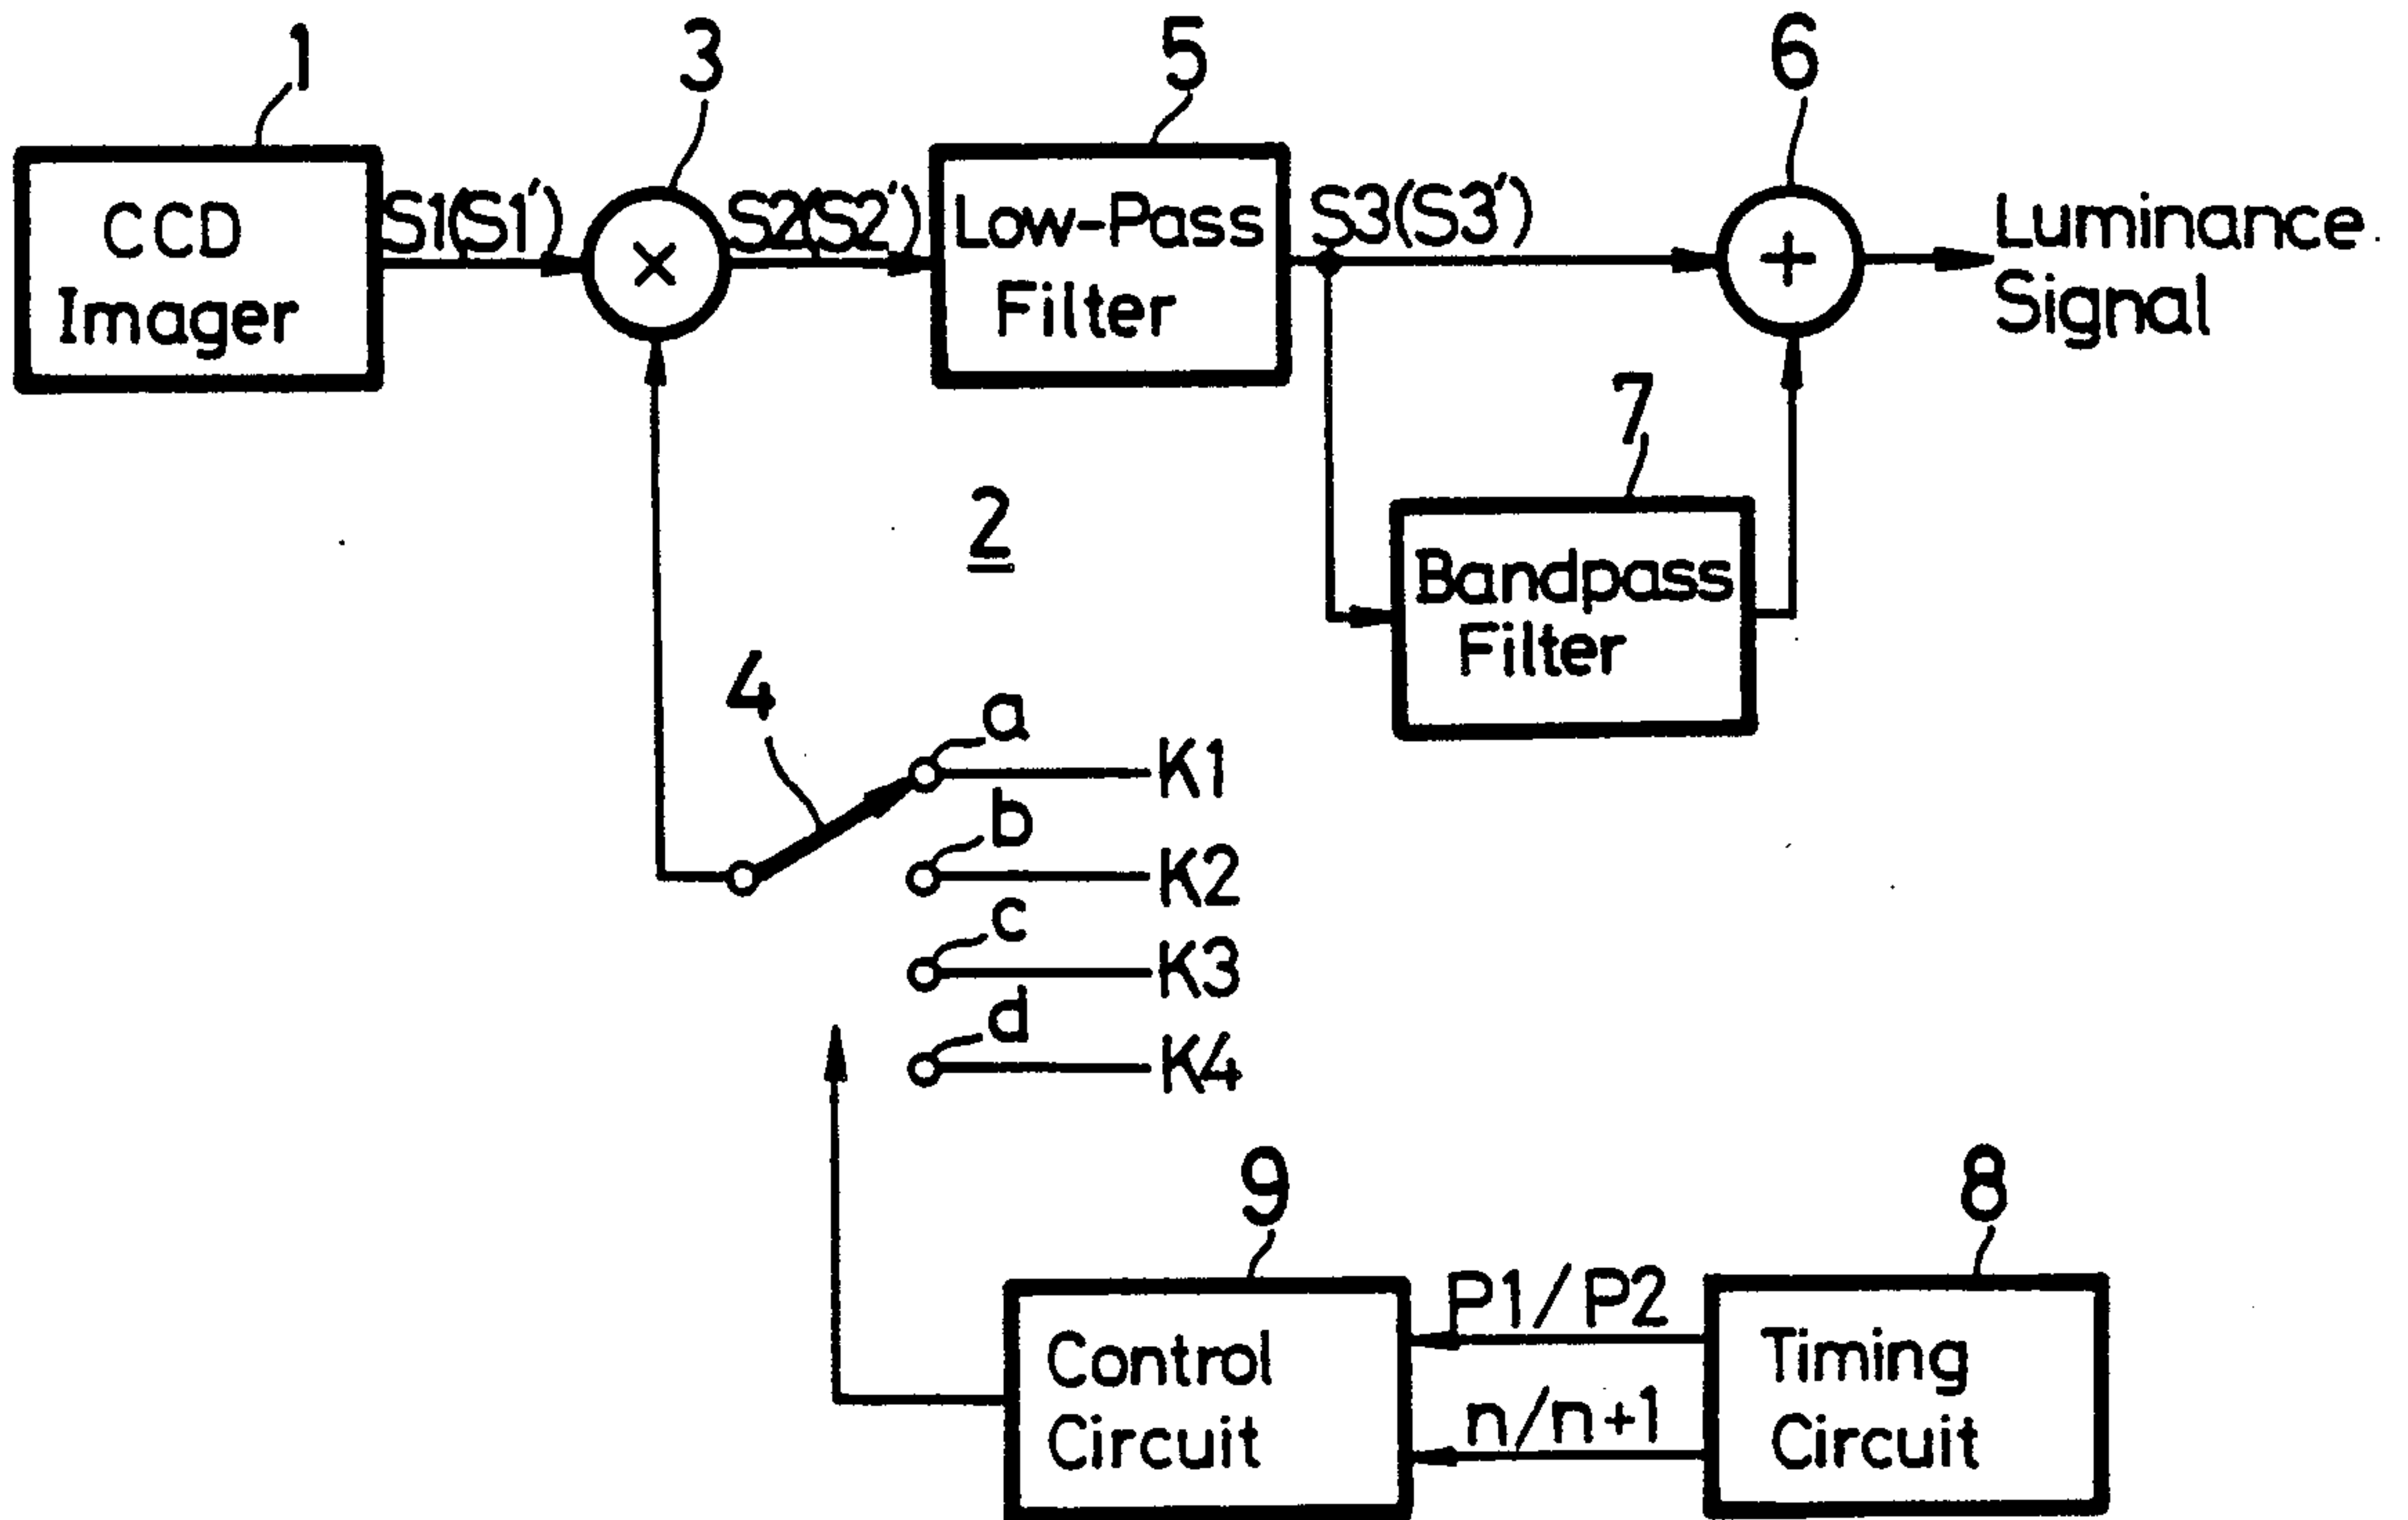 1
3
5
6
CCD
Imager
S1(S1')
×
S2(S2')
Low-Pass
Filter
S3(S3')
+
Luminance
Signal
7
2
Bandpass
Filter
4
a
K1
b
K2
c
K3
d
K4
9
8
Control
Circuit
P1/P2
n/n+1
Timing
Circuit